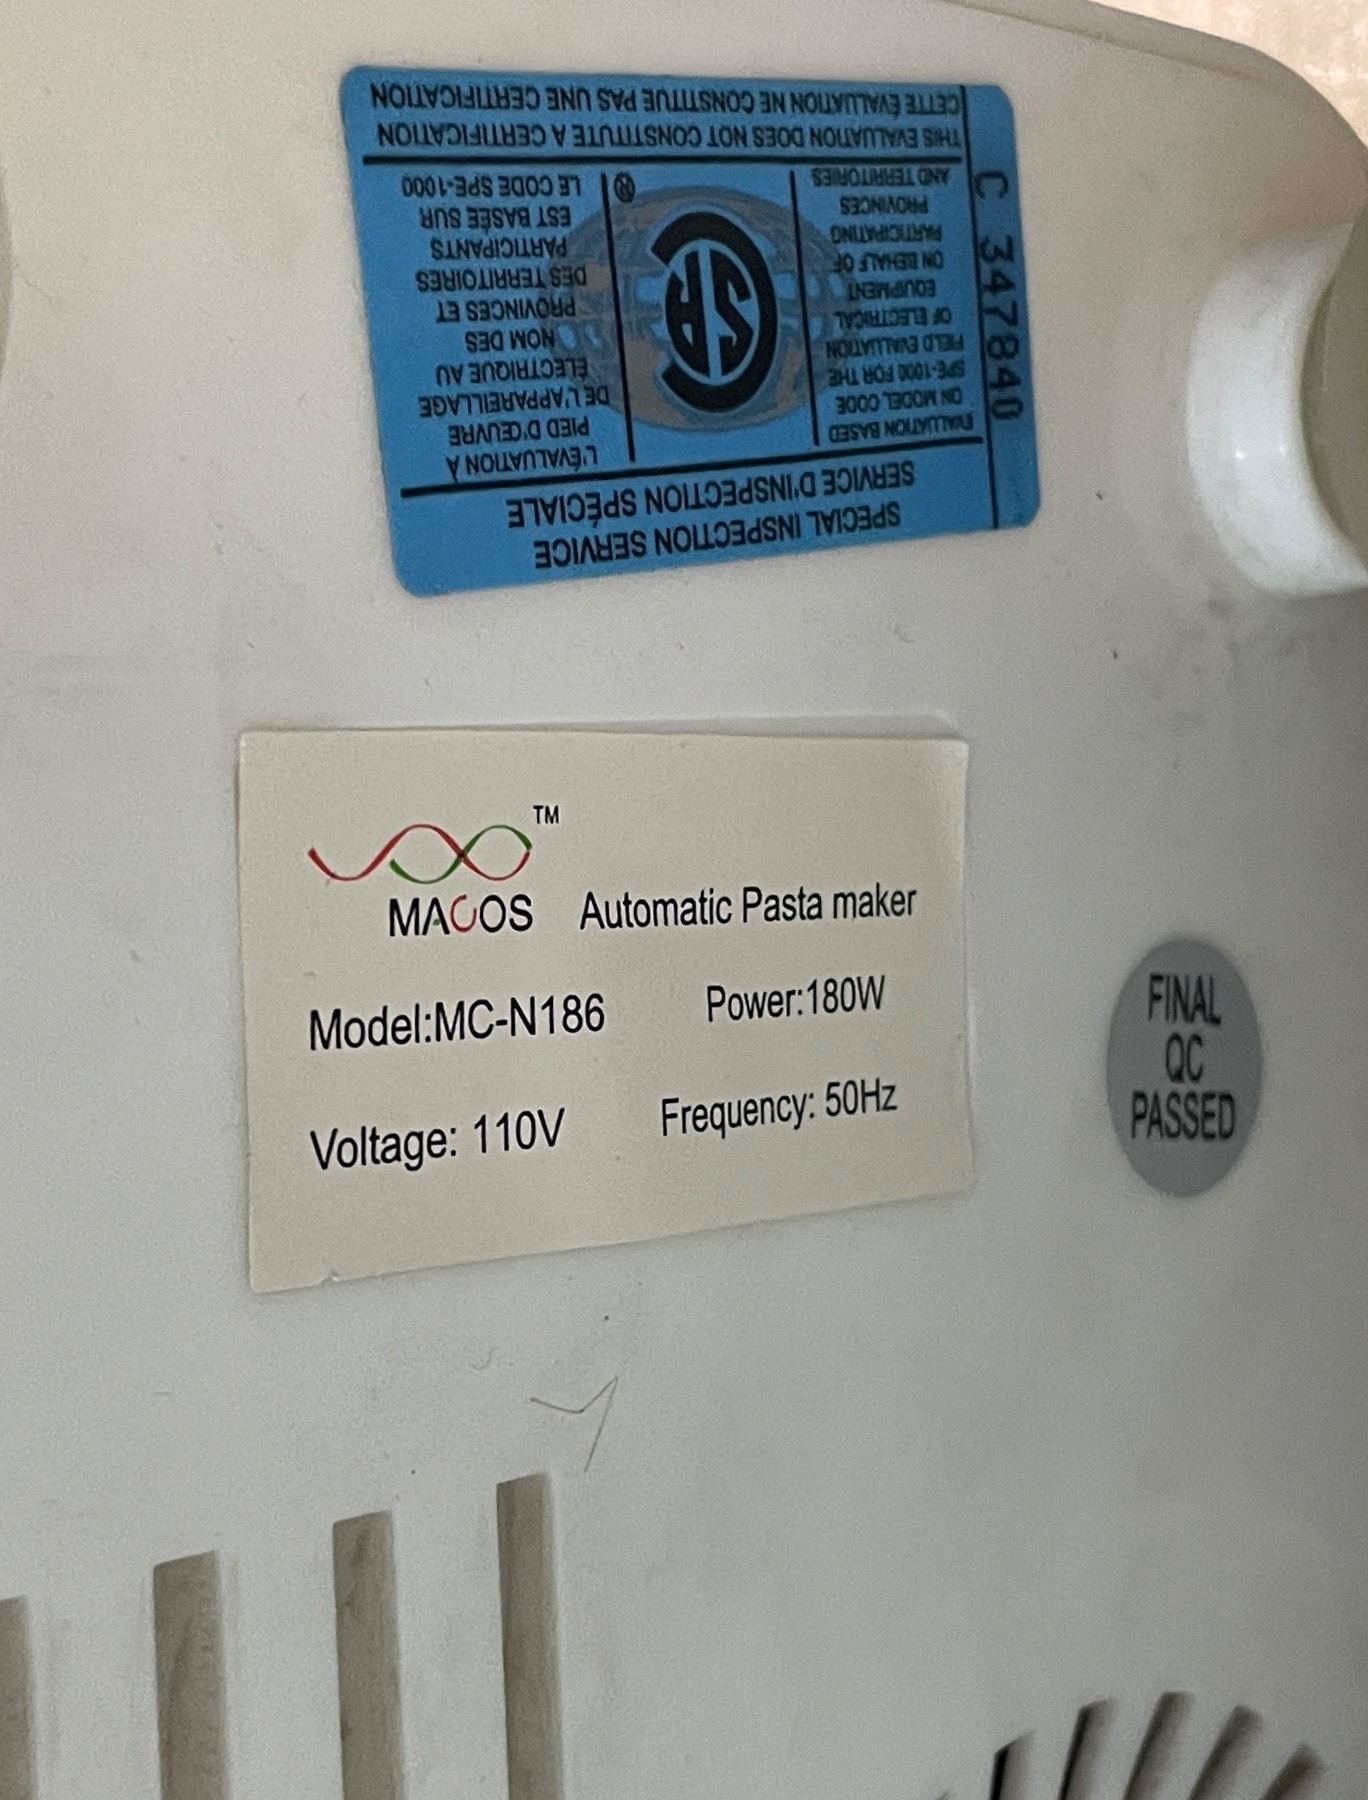 SPECIAL INSPECTION SERVICE
SERVICE D'INSPECTION SPÉCIALE
EVALUATION BASED
ON MODEL CODE
SPE-1000 FOR THE
FIELD EVALUATION
OF ELECTRICAL
EQUIPMENT
ON BEHALF OF
PARTICIPATING
PROVINCES
AND TERRITORIES
CSA
®
L'ÉVALUATION À
PIED D'ŒUVRE
DE L'APPAREILLAGE
ÉLECTRIQUE AU
NOM DES
PROVINCES ET
DES TERRITOIRES
PARTICIPANTS
EST BASÉE SUR
LE CODE SPE-1000
THIS EVALUATION DOES NOT CONSTITUTE A CERTIFICATION
CETTE ÉVALUATION NE CONSTITUE PAS UNE CERTIFICATION
C 347840
TM
MACOS Automatic Pasta maker
Model:MC-N186 Power:180W
Voltage: 110V Frequency: 50Hz
FINAL
QC
PASSED